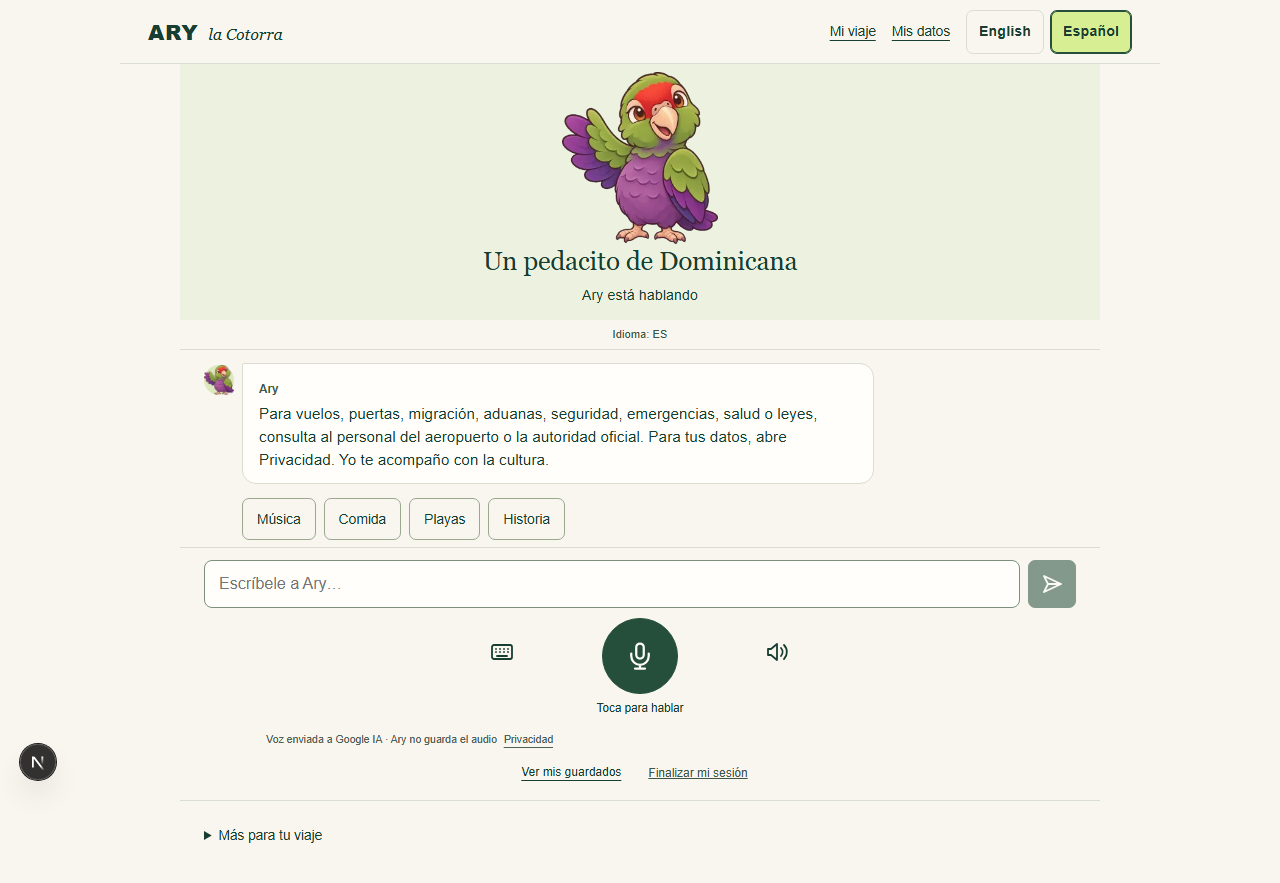 ARY la Cotorra
Mi viaje
Mis datos
English
Español
Un pedacito de Dominicana
Ary está hablando
Idioma: ES
Ary
Para vuelos, puertas, migración, aduanas, seguridad, emergencias, salud o leyes,
consulta al personal del aeropuerto o la autoridad oficial. Para tus datos, abre
Privacidad. Yo te acompaño con la cultura.
Música
Comida
Playas
Historia
Escríbele a Ary…
Toca para hablar
Voz enviada a Google IA · Ary no guarda el audio Privacidad
Ver mis guardados
Finalizar mi sesión
N
Más para tu viaje